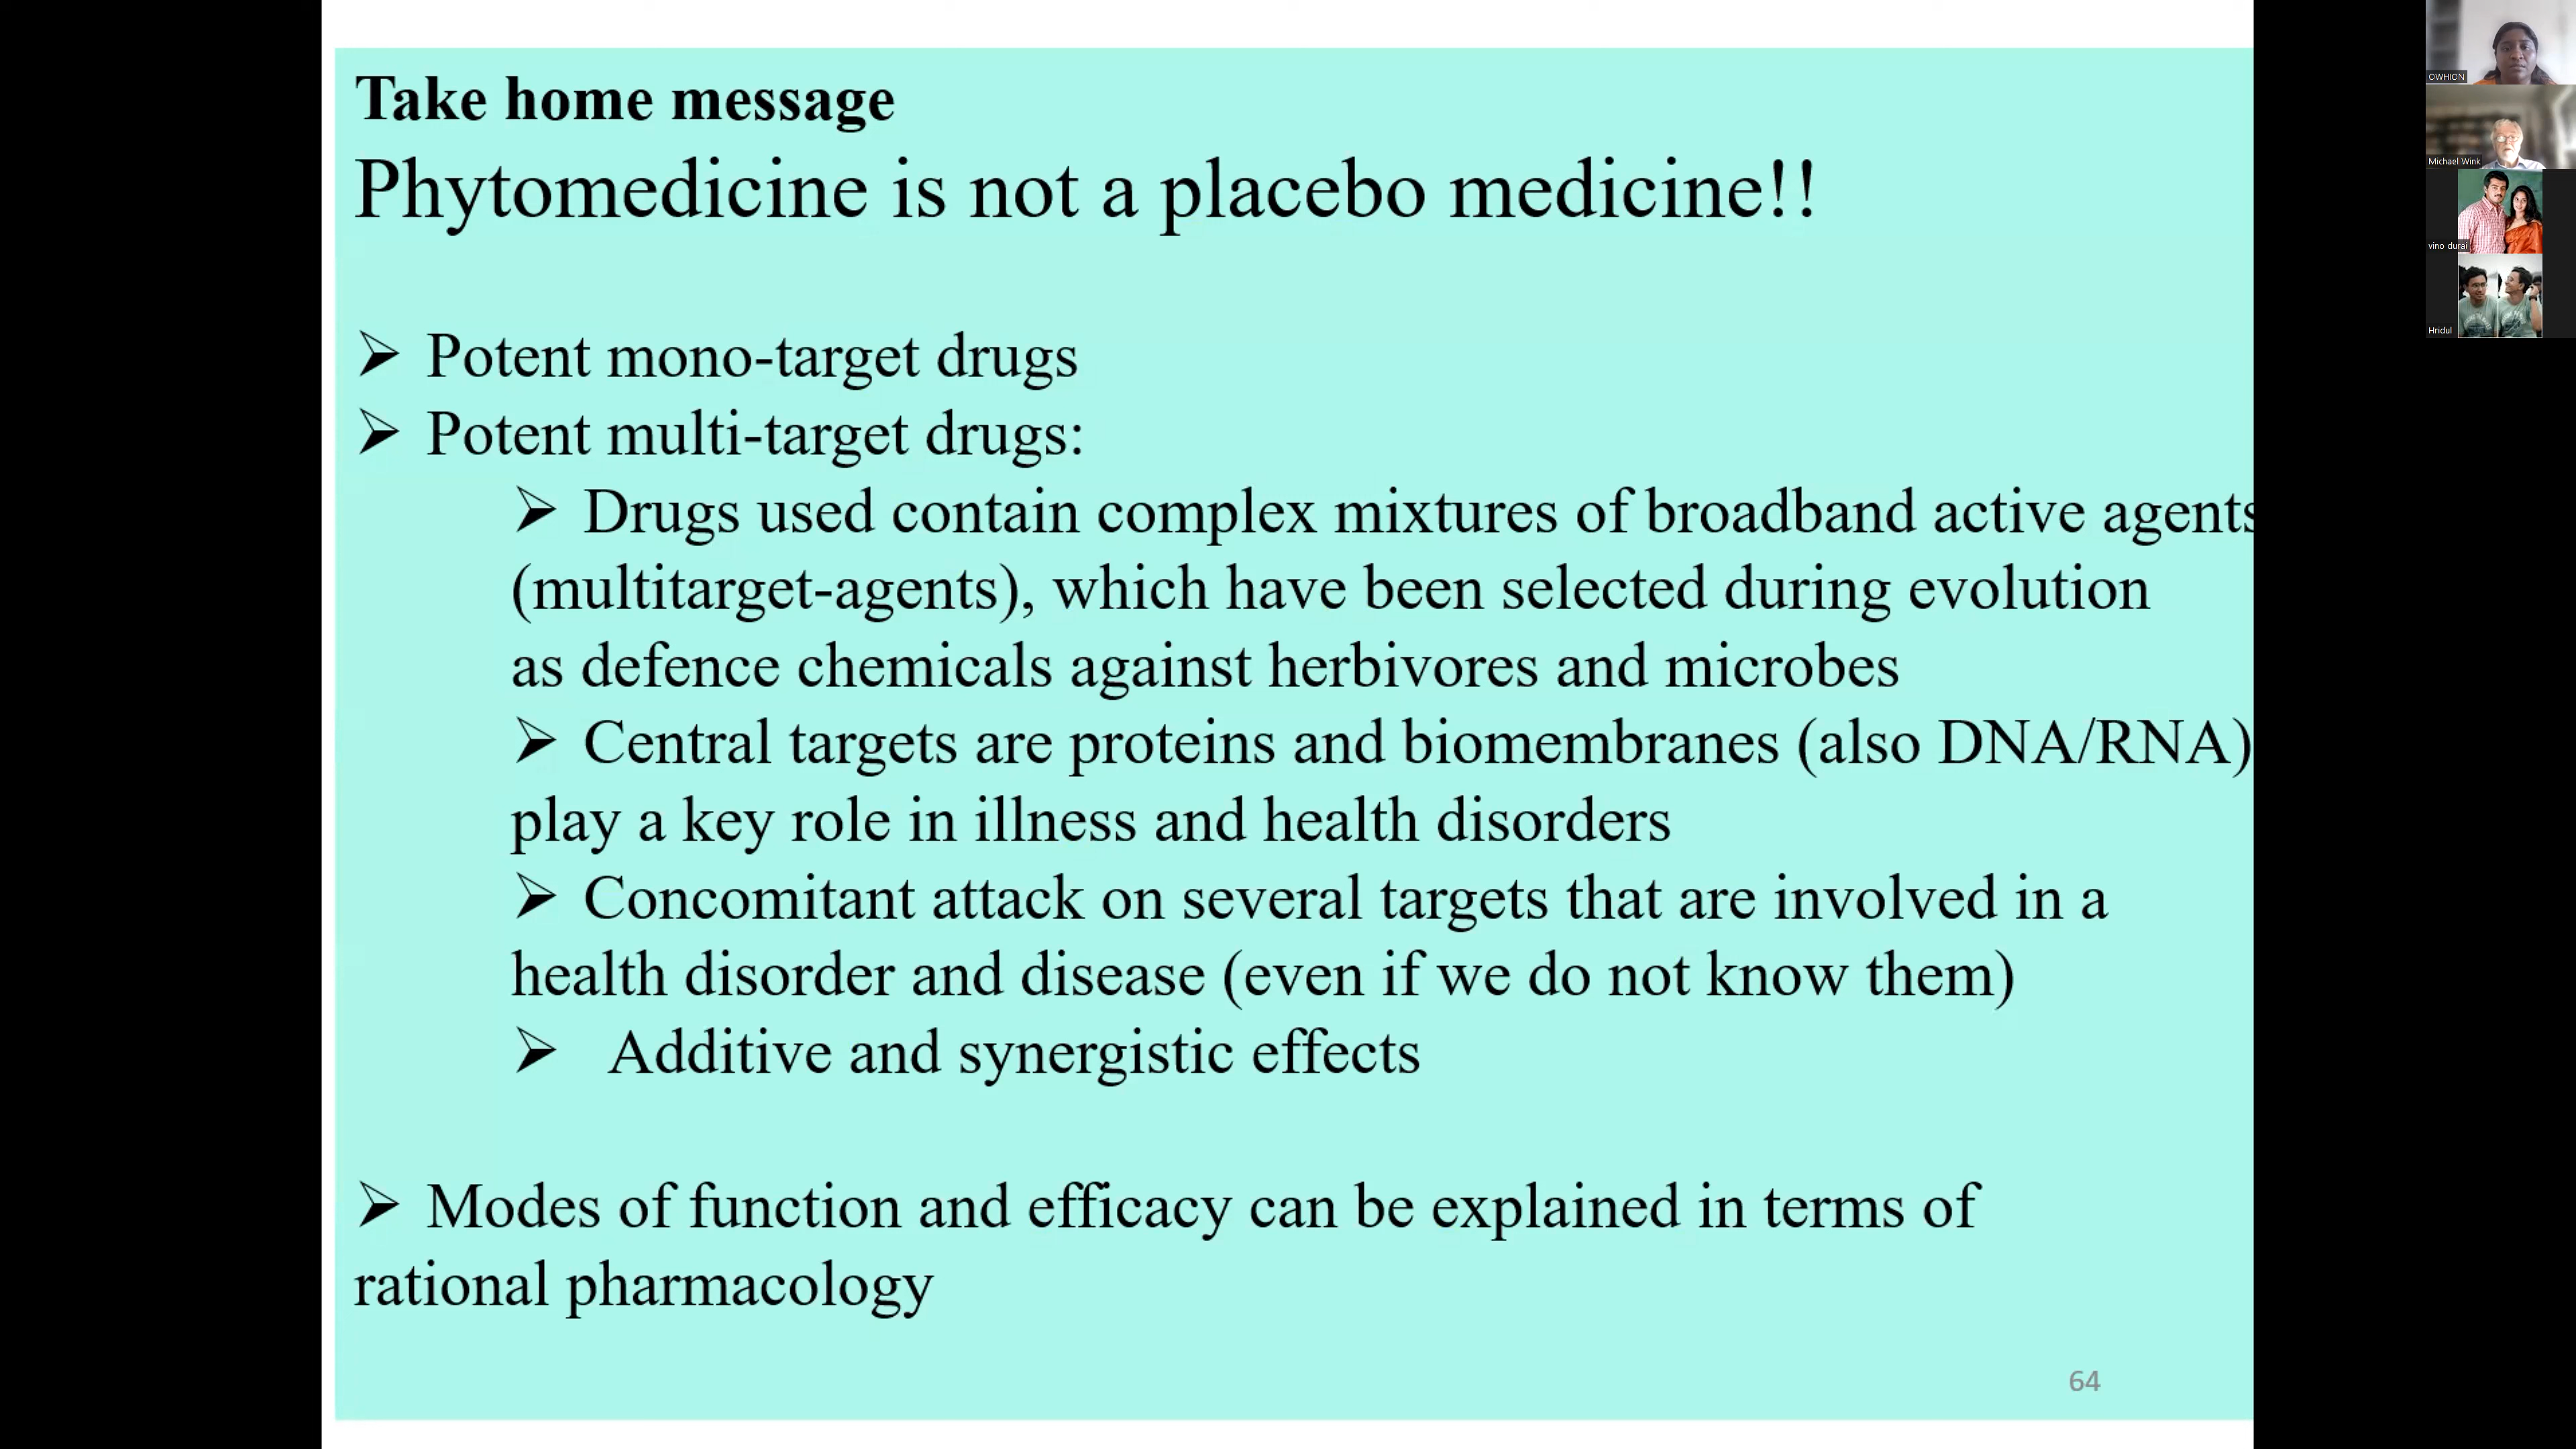 Take home message
Phytomedicine is not a placebo medicine!!
➢ Potent mono-target drugs
➢ Potent multi-target drugs:
➢ Drugs used contain complex mixtures of broadband active agents
(multitarget-agents), which have been selected during evolution
as defence chemicals against herbivores and microbes
➢ Central targets are proteins and biomembranes (also DNA/RNA)
play a key role in illness and health disorders
➢ Concomitant attack on several targets that are involved in a
health disorder and disease (even if we do not know them)
➢ Additive and synergistic effects
➢ Modes of function and efficacy can be explained in terms of
rational pharmacology
64
OWHION
Michael Wink
vino durai
Hridul